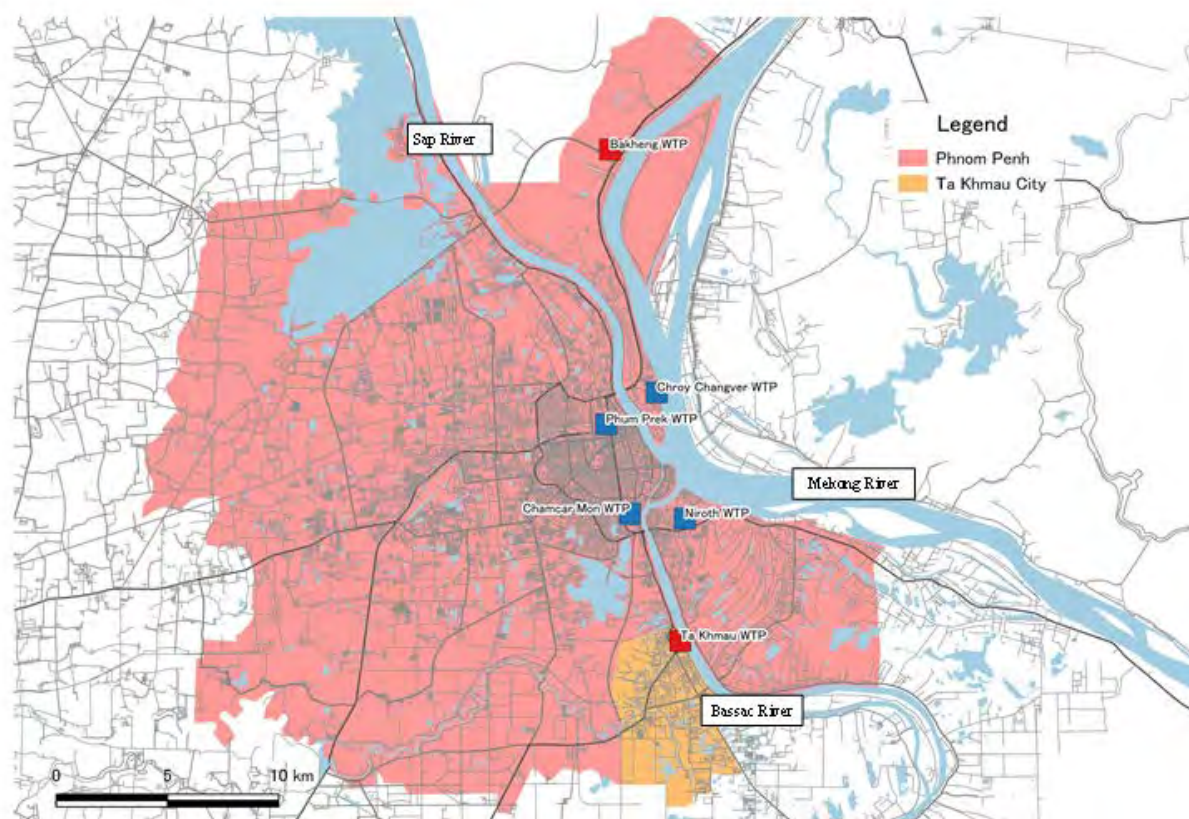 Sap River
Bakheng WTP
Legend
Phnom Penh
Ta Khmau City
Chroy Changver WTP
Phum Prek WTP
Mekong River
Chamcar Mon WTP
Niroth WTP
Ta Khmau WTP
Bassac River
0 5 10 km